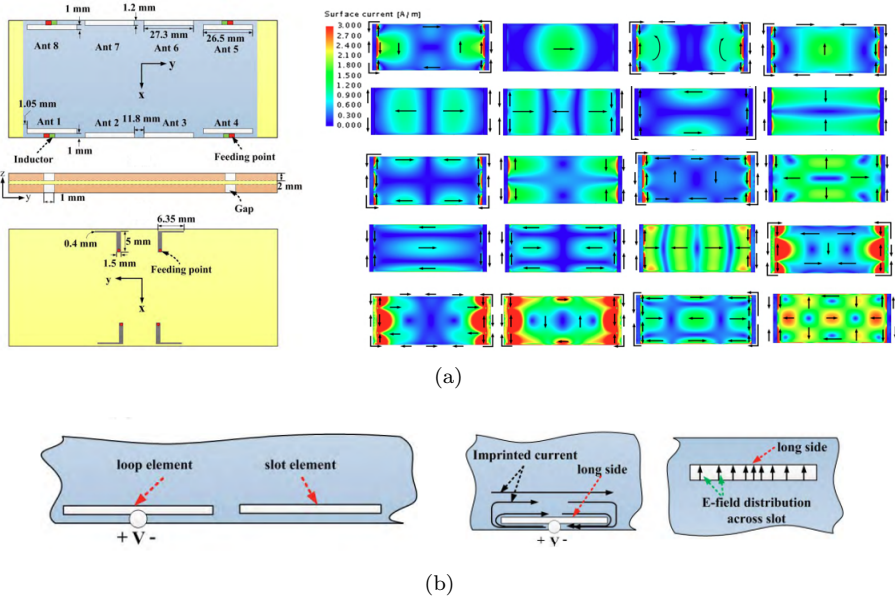 1 mm
1.2 mm
Ant 8
Ant 7
27.3 mm
Ant 6
26.5 mm
Ant 5
y
x
1.05 mm
Ant 1
Ant 2
11.8 mm
Ant 3
Ant 4
Inductor
1 mm
Feeding point
z
y
1 mm
Gap
2 mm
6.35 mm
0.4 mm
5 mm
1.5 mm
Feeding point
y
x
Surface current [A/m]
3.000
2.700
2.400
2.100
1.800
1.500
1.200
0.900
0.600
0.300
0.000
(a)
loop element
slot element
+ V -
Imprinted current
long side
+ V -
long side
E-field distribution
across slot
(b)